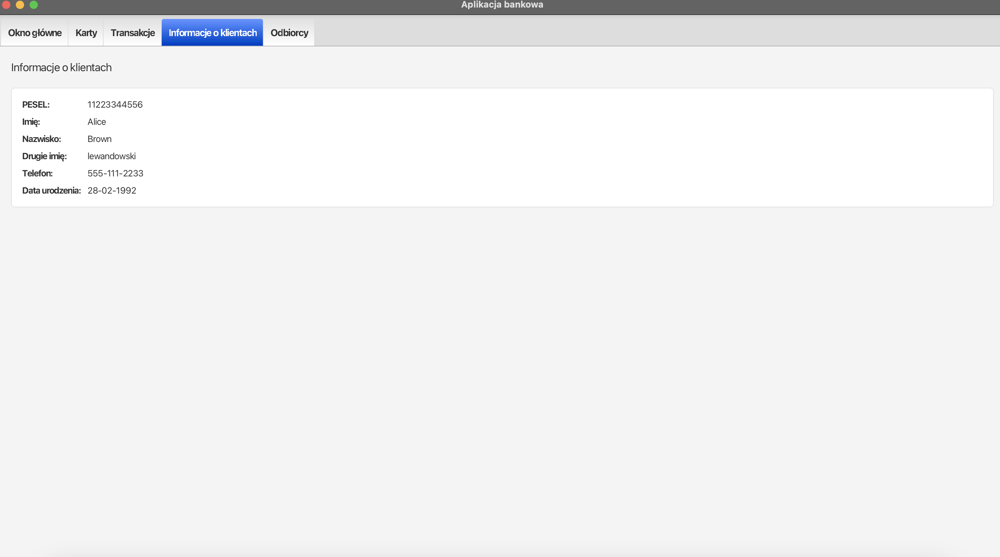 Aplikacja bankowa
Okno główne Karty Transakcje Informacje o klientach Odbiorcy
Informacje o klientach
PESEL: 11223344556
Imię: Alice
Nazwisko: Brown
Drugie imię: lewandowski
Telefon: 555-111-2233
Data urodzenia: 28-02-1992